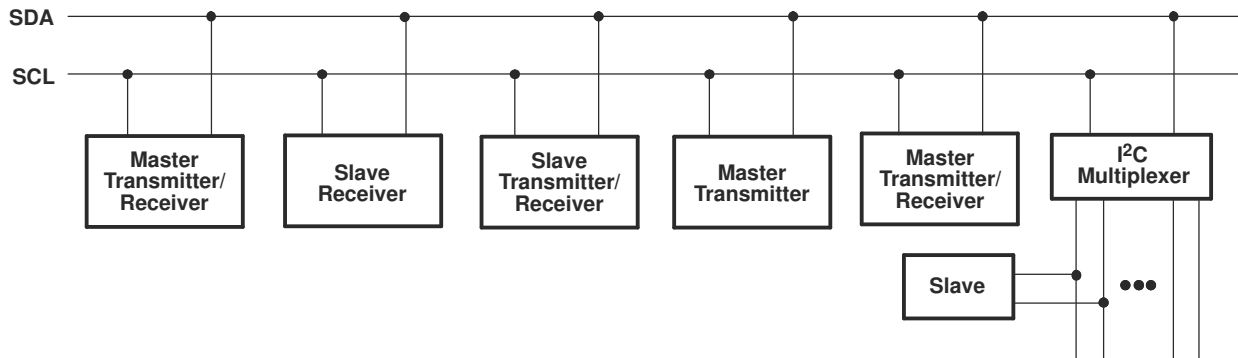 SDA
SCL
Master
Transmitter/
Receiver
Slave
Receiver
Slave
Transmitter/
Receiver
Master
Transmitter
Master
Transmitter/
Receiver
I²C
Multiplexer
Slave